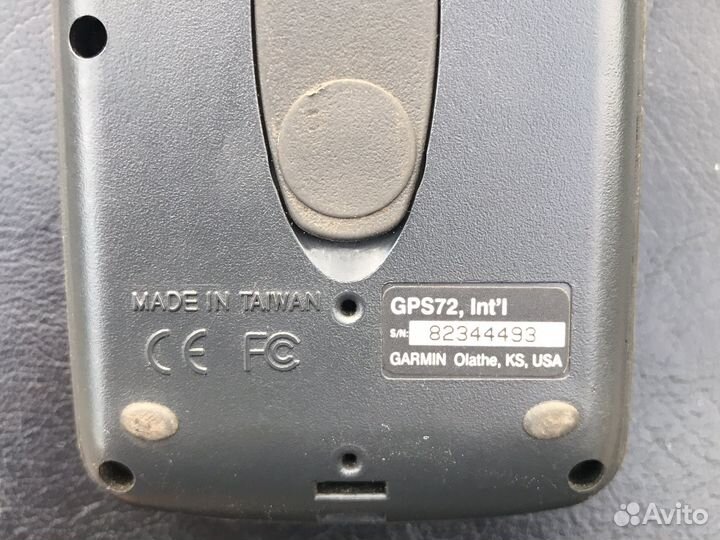 MADE IN TAIWAN
CE FC
GPS72, Int'l
S/N: 82344493
GARMIN Olathe, KS, USA
Avito